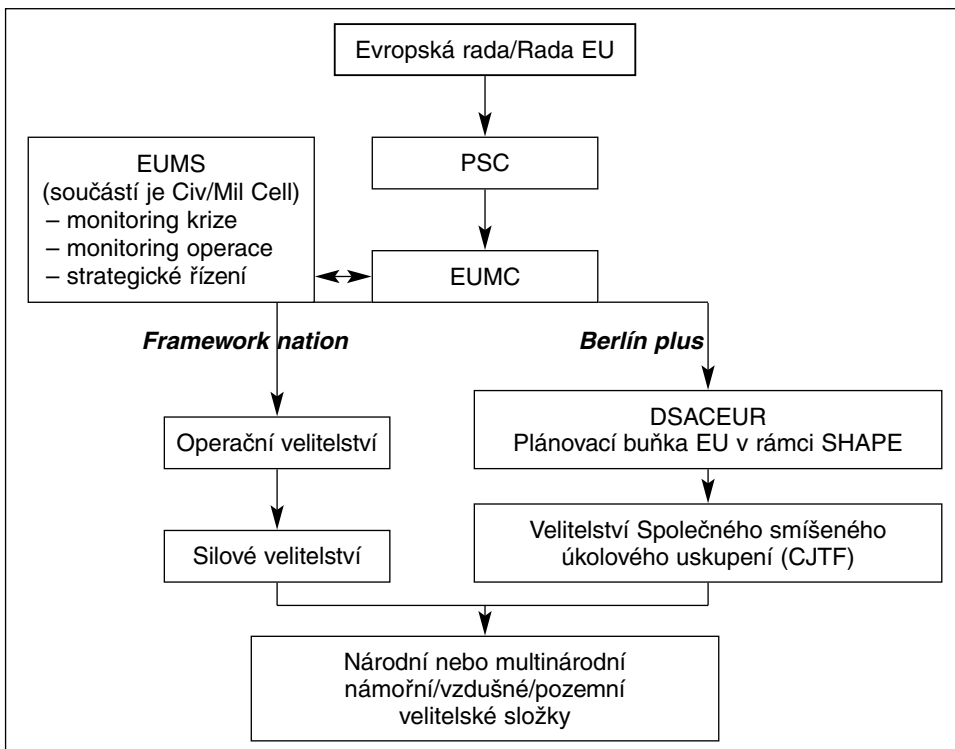 Evropská rada/Rada EU
PSC
EUMS
(součástí je Civ/Mil Cell)
– monitoring krize
– monitoring operace
– strategické řízení
EUMC
Framework nation
Berlín plus
Operační velitelství
DSACEUR
Plánovací buňka EU v rámci SHAPE
Silové velitelství
Velitelství Společného smíšeného
úkolového uskupení (CJTF)
Národní nebo multinárodní
námořní/vzdušné/pozemní
velitelské složky